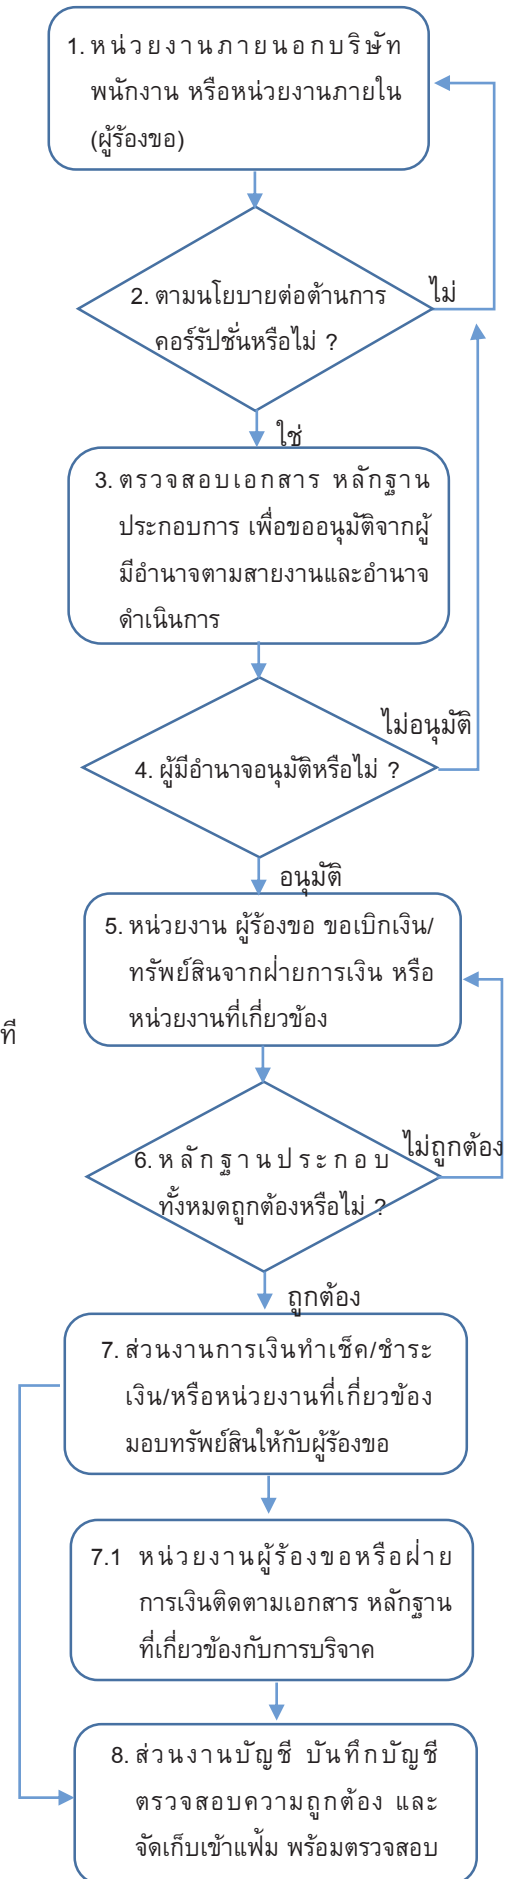 1. หน่วยงานภายนอกบริษัท
พนักงาน หรือหน่วยงานภายใน
(ผู้ร้องขอ)
2. ตามนโยบายต่อต้านการ
คอร์รัปชั่นหรือไม่ ?
ไม่
ใช่
3. ตรวจสอบเอกสาร หลักฐาน
ประกอบการ เพื่อขออนุมัติจากผู้
มีอำนาจตามสายงานและอำนาจ
ดำเนินการ
ไม่อนุมัติ
4. ผู้มีอำนาจอนุมัติหรือไม่ ?
อนุมัติ
5. หน่วยงาน ผู้ร้องขอ ขอเบิกเงิน/
ทรัพย์สินจากฝ่ายการเงิน หรือ
หน่วยงานที่เกี่ยวข้อง
ที
ไม่ถูกต้อง
6. หลักฐานประกอบ
ทั้งหมดถูกต้องหรือไม่ ?
ถูกต้อง
7. ส่วนงานการเงินทำเช็ค/ชำระ
เงิน/หรือหน่วยงานที่เกี่ยวข้อง
มอบทรัพย์สินให้กับผู้ร้องขอ
7.1 หน่วยงานผู้ร้องขอหรือฝ่าย
การเงินติดตามเอกสาร หลักฐาน
ที่เกี่ยวข้องกับการบริจาค
8. ส่วนงานบัญชี บันทึกบัญชี
ตรวจสอบความถูกต้อง และ
จัดเก็บเข้าแฟ้ม พร้อมตรวจสอบ